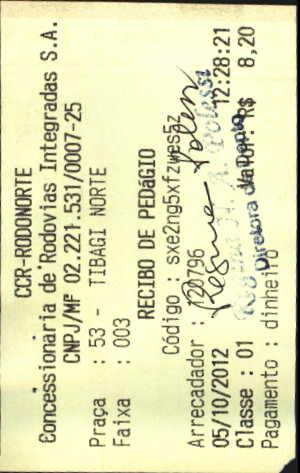 CCR-RODONORTE
Concessionária de Rodovias Integradas S.A.
CNPJ/MF 02.221.531/0007-25
Praça : 53 - TIBAGI NORTE
Faixa : 003
RECIBO DE PEDáGIO
Código : sxe2ng5xfzwes5z
Arrecadador : 120796
05/10/2012 12:28:21
Classe : 01 Valor: R$ 8,20
Pagamento : dinheiro
Diretora de